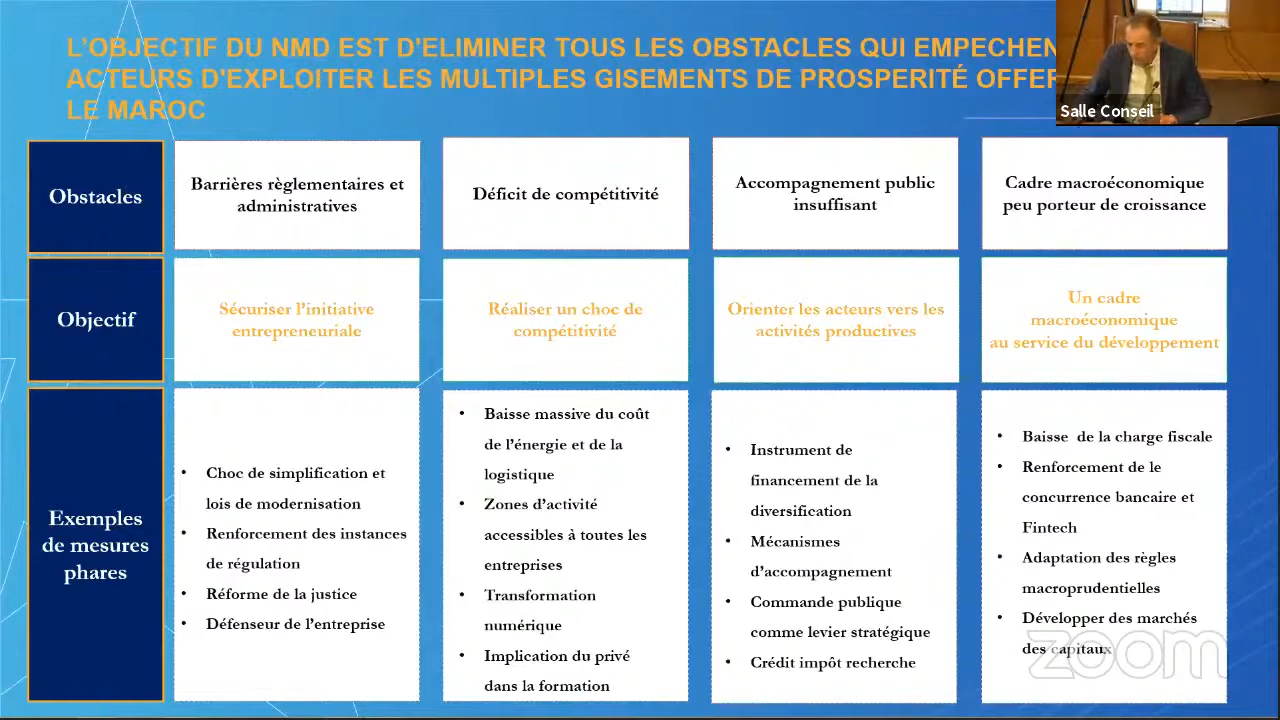 L'OBJECTIF DU NMD EST D'ELIMINER TOUS LES OBSTACLES QUI EMPECHEN
ACTEURS D'EXPLOITER LES MULTIPLES GISEMENTS DE PROSPERITÉ OFFER
LE MAROC
Salle Conseil
Obstacles
Barrières règlementaires et
administratives
Déficit de compétitivité
Accompagnement public
insuffisant
Cadre macroéconomique
peu porteur de croissance
Objectif
Sécuriser l'initiative
entrepreneuriale
Réaliser un choc de
compétitivité
Orienter les acteurs vers les
activités productives
Un cadre
macroéconomique
au service du développement
Exemples
de mesures
phares
• Choc de simplification et
lois de modernisation
• Renforcement des instances
de régulation
• Réforme de la justice
• Défenseur de l'entreprise
• Baisse massive du coût
de l'énergie et de la
logistique
• Zones d'activité
accessibles à toutes les
entreprises
• Transformation
numérique
• Implication du privé
dans la formation
• Instrument de
financement de la
diversification
• Mécanismes
d'accompagnement
• Commande publique
comme levier stratégique
• Crédit impôt recherche
• Baisse de la charge fiscale
• Renforcement de le
concurrence bancaire et
Fintech
• Adaptation des règles
macroprudentielles
• Développer des marchés
des capitaux
zoom